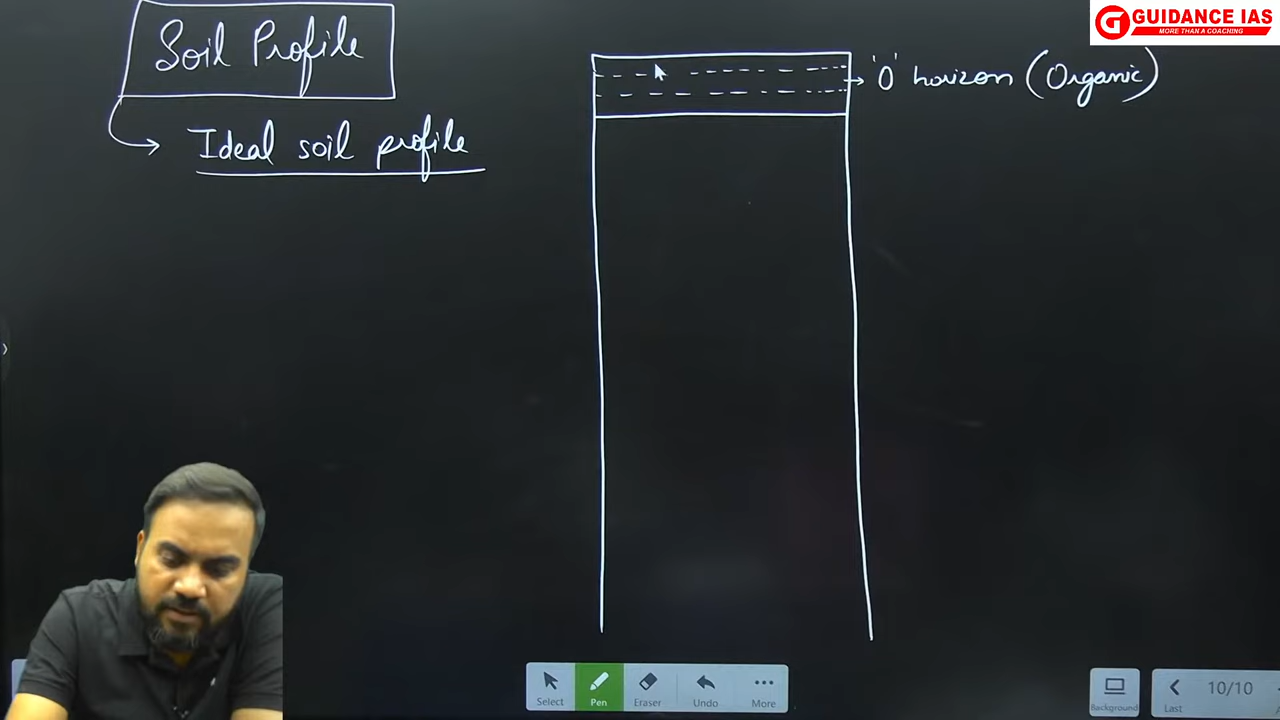 Soil Profile
Ideal soil profile
'O' horizon (Organic)
GUIDANCE IAS
MORE THAN A COACHING
Select
Pen
Eraser
Undo
More
Background
Last
10/10